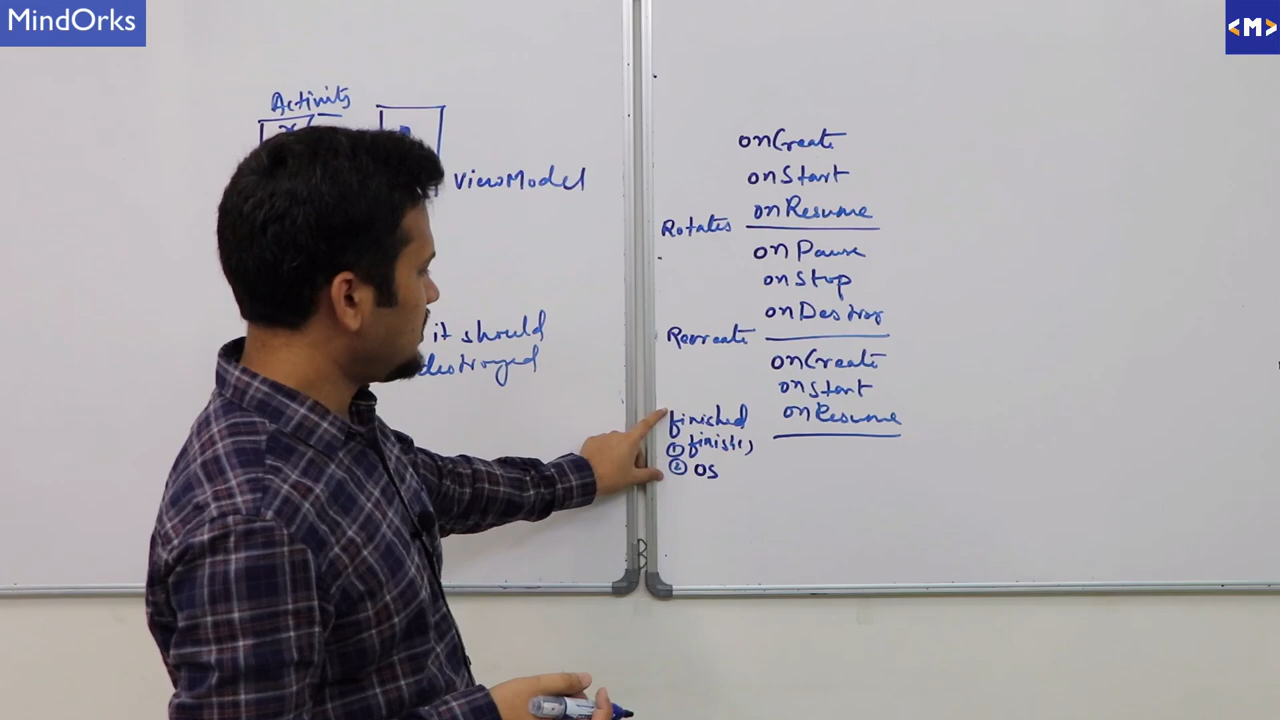 MindOrks
<M>
Activity
ViewModel
it should
destroyed
onCreate
onStart
onResume
Rotates
onPause
onStop
onDestroy
Recreate
onCreate
onStart
onResume
finished
① finish()
② OS